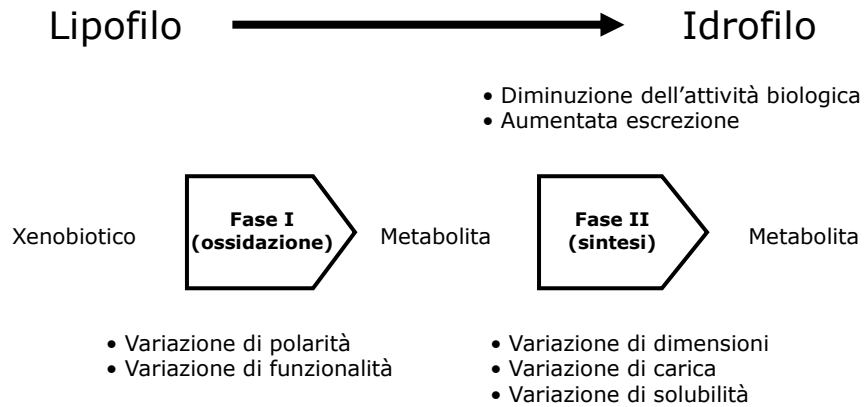 Lipofilo
Idrofilo
• Diminuzione dell'attività biologica
• Aumentata escrezione
Xenobiotico
Fase I
(ossidazione)
Metabolita
Fase II
(sintesi)
Metabolita
• Variazione di polarità
• Variazione di funzionalità
• Variazione di dimensioni
• Variazione di carica
• Variazione di solubilità